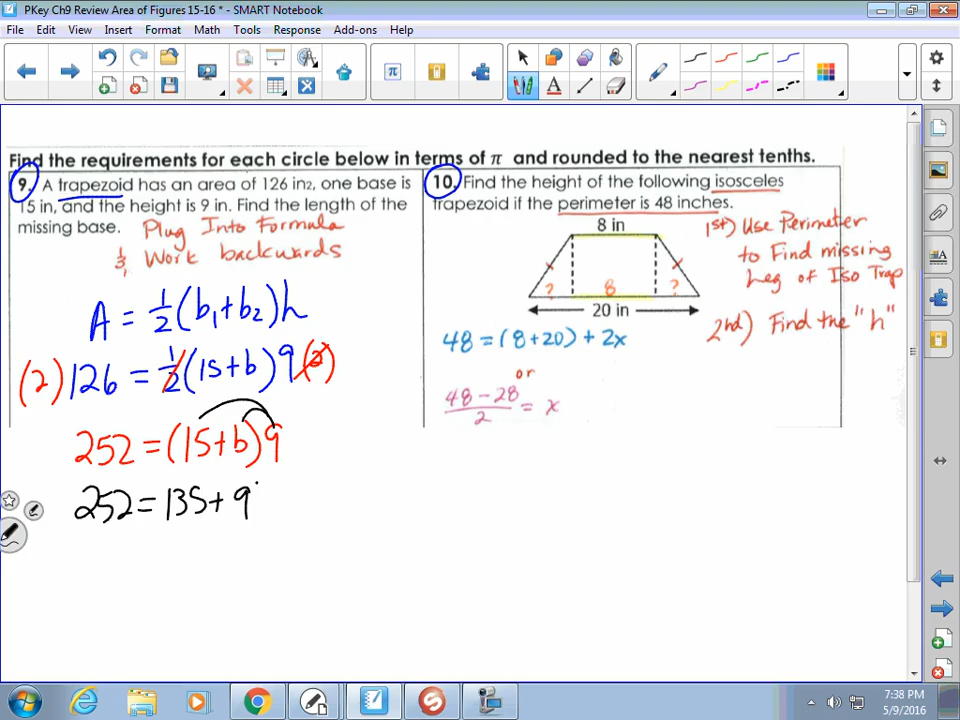 PKey Ch9 Review Area of Figures 15-16 * - SMART Notebook
File Edit View Insert Format Math Tools Response Add-ons Help
π
A
Find the requirements for each circle below in terms of π and rounded to the nearest tenths.
9. A trapezoid has an area of 126 in2, one base is
15 in, and the height is 9 in. Find the length of the
missing base.
Plug Into Formula
& Work backwards
A = 1/2 (b1 + b2) h
(2) 126 = 1/2 (15 + b) 9 (2)
252 = (15 + b) 9
252 = 135 + 9
10. Find the height of the following isosceles
trapezoid if the perimeter is 48 inches.
8 in
? 8 ?
20 in
1st) Use Perimeter
to Find missing
Leg of Iso Trap
2nd) Find the "h"
48 = (8+20) + 2x
or
48 - 28 / 2 = x
7:38 PM
5/9/2016